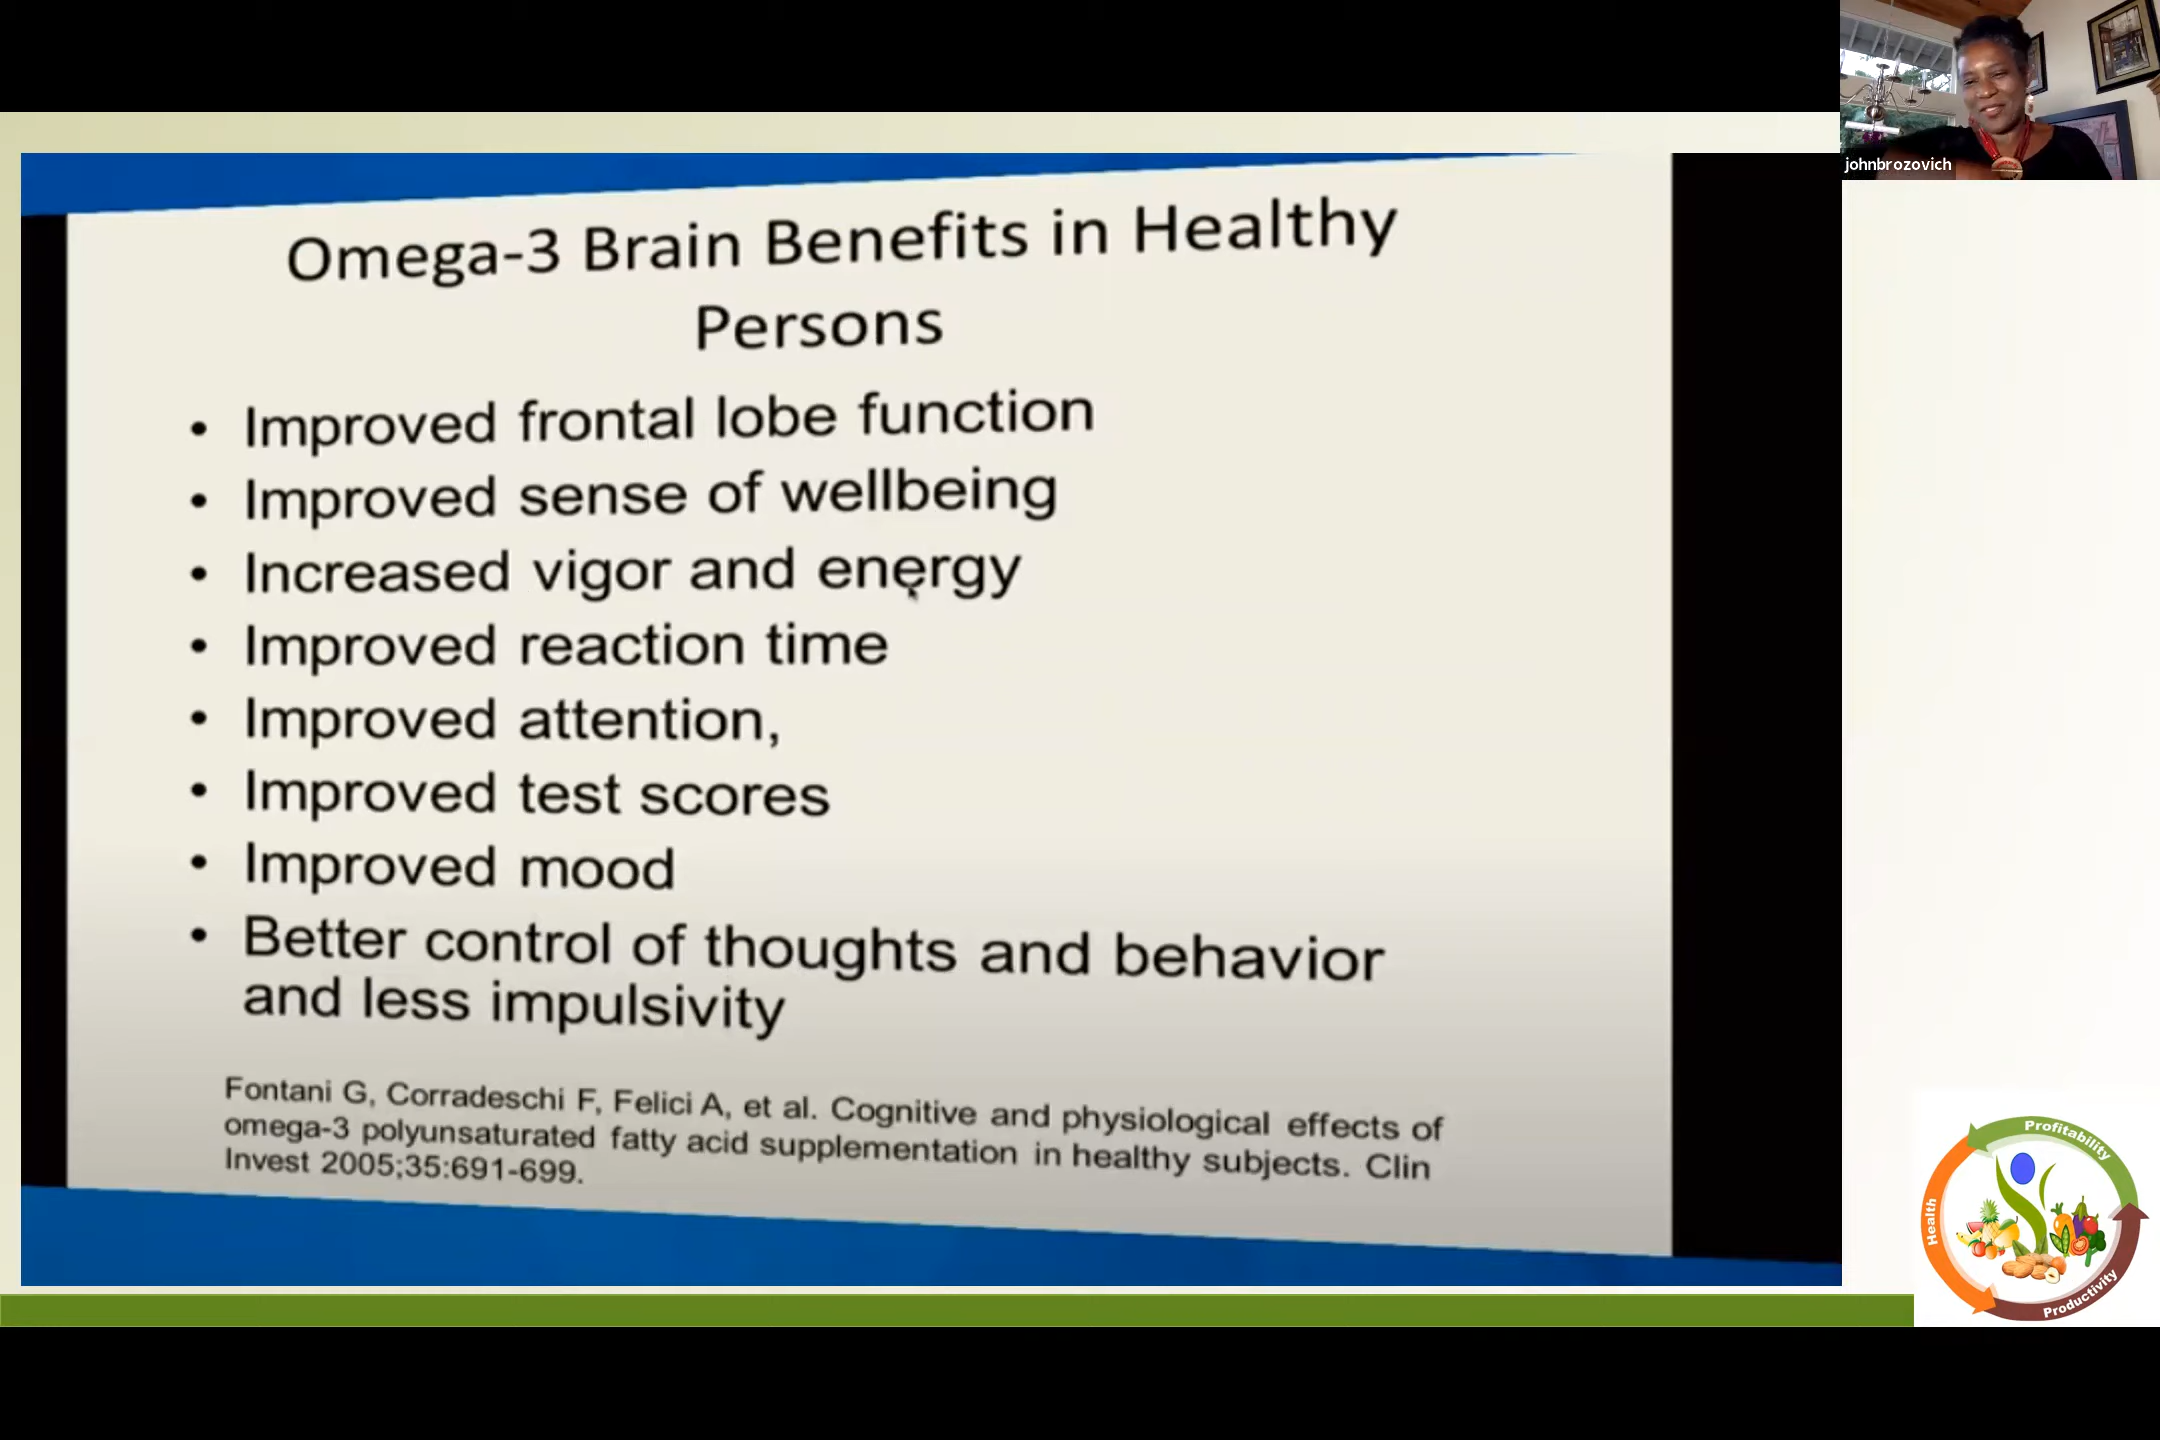 johnbrozovich
Omega-3 Brain Benefits in Healthy
Persons
• Improved frontal lobe function
• Improved sense of wellbeing
• Increased vigor and energy
• Improved reaction time
• Improved attention,
• Improved test scores
• Improved mood
• Better control of thoughts and behavior
and less impulsivity
Fontani G, Corradeschi F, Felici A, et al. Cognitive and physiological effects of
omega-3 polyunsaturated fatty acid supplementation in healthy subjects. Clin
Invest 2005;35:691-699.
Profitability
Health
Productivity